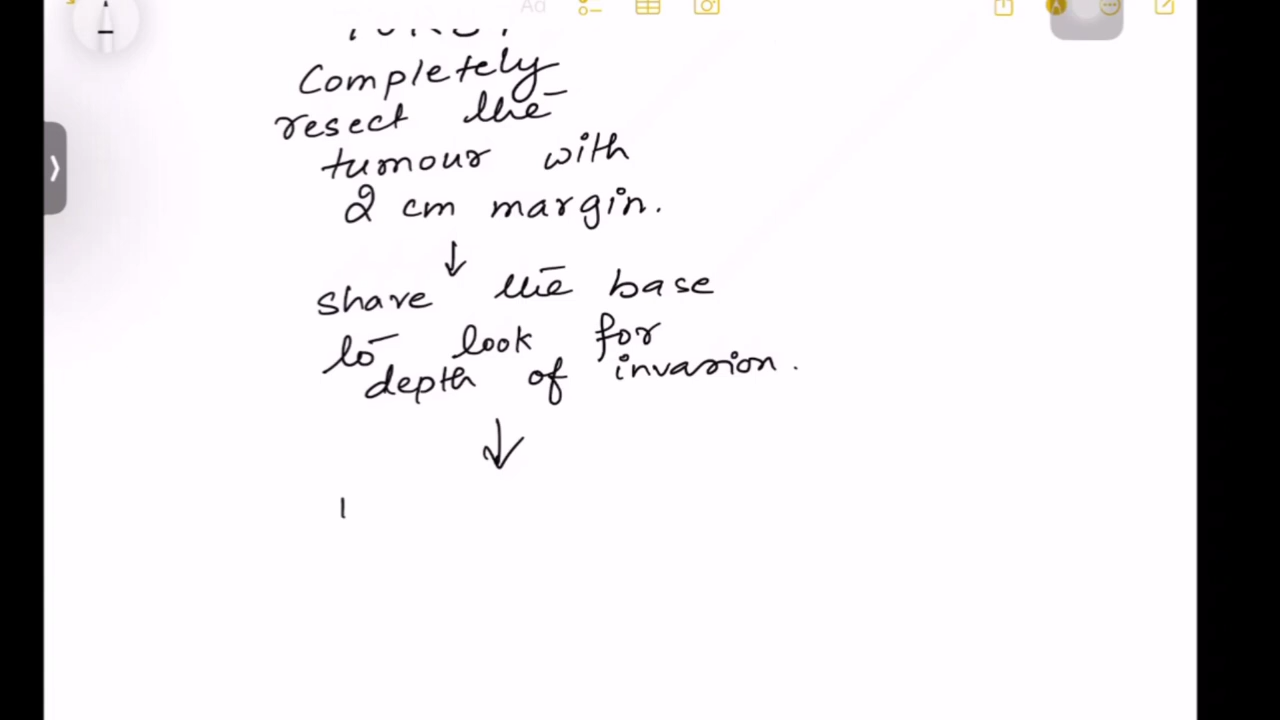 Completely
resect the
tumour with
2 cm margin.
↓
share the base
to look for
depth of invasion.
↓